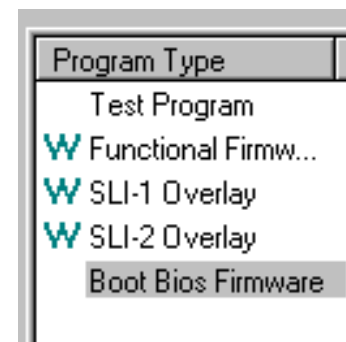 Program Type
Test Program
W Functional Firmw...
W SLI-1 Overlay
W SLI-2 Overlay
Boot Bios Firmware